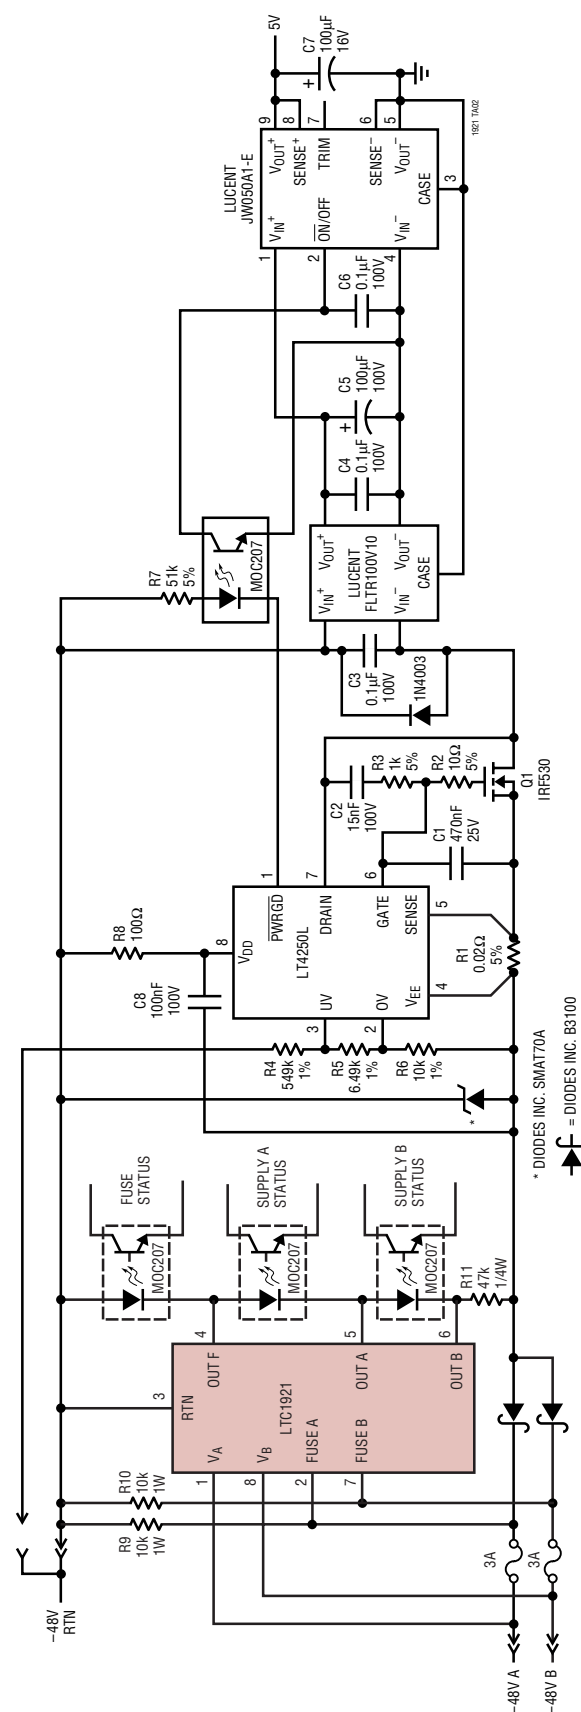 −48V
RTN
R9
10k
1W
R10
10k
1W
3
RTN
1
VA
8
VB
2
FUSE A
7
FUSE B
LTC1921
4
OUT F
5
OUT A
6
OUT B
−48V A
−48V B
3A
3A
MOC207
FUSE
STATUS
MOC207
SUPPLY A
STATUS
MOC207
SUPPLY B
STATUS
R11
47k
1/4W
*
R4
549k
1%
R5
6.49k
1%
R6
10k
1%
C8
100nF
100V
R8
100Ω
8
VDD
3
UV
2
OV
4
VEE
LT4250L
1
PWRGD
7
DRAIN
6
GATE
SENSE
5
R1
0.02Ω
5%
C1
470nF
25V
C2
15nF
100V
R3
1k
5%
R2
10Ω
5%
Q1
IRF530
R7
51k
5%
MOC207
C3
0.1µF
100V
1N4003
VIN+
VOUT+
LUCENT
FLTR100V10
VIN−
VOUT−
CASE
C4
0.1µF
100V
C5
100µF
100V
+
C6
0.1µF
100V
LUCENT
JW050A1-E
1
VIN+
2
ON/OFF
4
VIN−
VOUT+
9
SENSE+
8
TRIM
7
SENSE−
6
VOUT−
5
CASE
3
5V
+
C7
100µF
16V
1921 TA02
* DIODES INC. SMAT70A
= DIODES INC. B3100